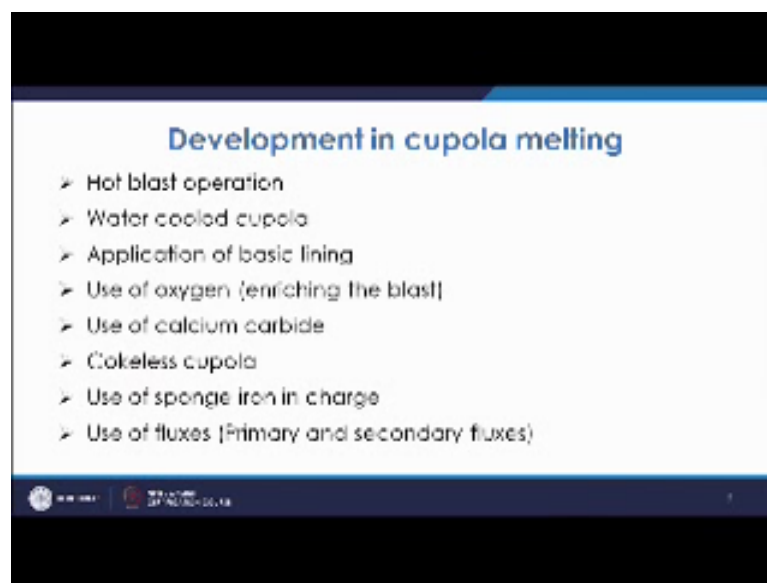 Development in cupola melting
➢ Hot blast operation
➢ Water cooled cupola
➢ Application of basic lining
➢ Use of oxygen (enriching the blast)
➢ Use of calcium carbide
➢ Cokeless cupola
➢ Use of sponge iron in charge
➢ Use of fluxes (Primary and secondary fluxes)